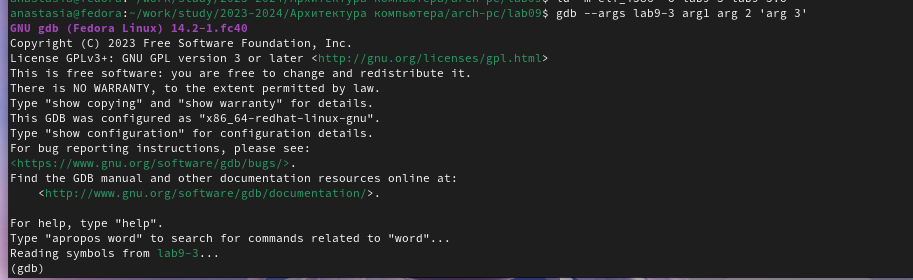 anastasia@fedora:~/work/study/2023-2024/Архитектура компьютера/arch-pc/lab09$
anastasia@fedora:~/work/study/2023-2024/Архитектура компьютера/arch-pc/lab09$ gdb --args lab9-3 arg1 arg 2 'arg 3'
GNU gdb (Fedora Linux) 14.2-1.fc40
Copyright (C) 2023 Free Software Foundation, Inc.
License GPLv3+: GNU GPL version 3 or later <http://gnu.org/licenses/gpl.html>
This is free software: you are free to change and redistribute it.
There is NO WARRANTY, to the extent permitted by law.
Type "show copying" and "show warranty" for details.
This GDB was configured as "x86_64-redhat-linux-gnu".
Type "show configuration" for configuration details.
For bug reporting instructions, please see:
<https://www.gnu.org/software/gdb/bugs/>.
Find the GDB manual and other documentation resources online at:
    <http://www.gnu.org/software/gdb/documentation/>.

For help, type "help".
Type "apropos word" to search for commands related to "word"...
Reading symbols from lab9-3...
(gdb)